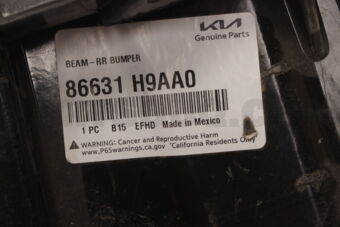 KIA
Genuine Parts
BEAM-RR BUMPER
86631 H9AA0
1 PC B15 EFHD Made in Mexico
WARNING: Cancer and Reproductive Harm
www.P65warnings.ca.gov *California Residents Only